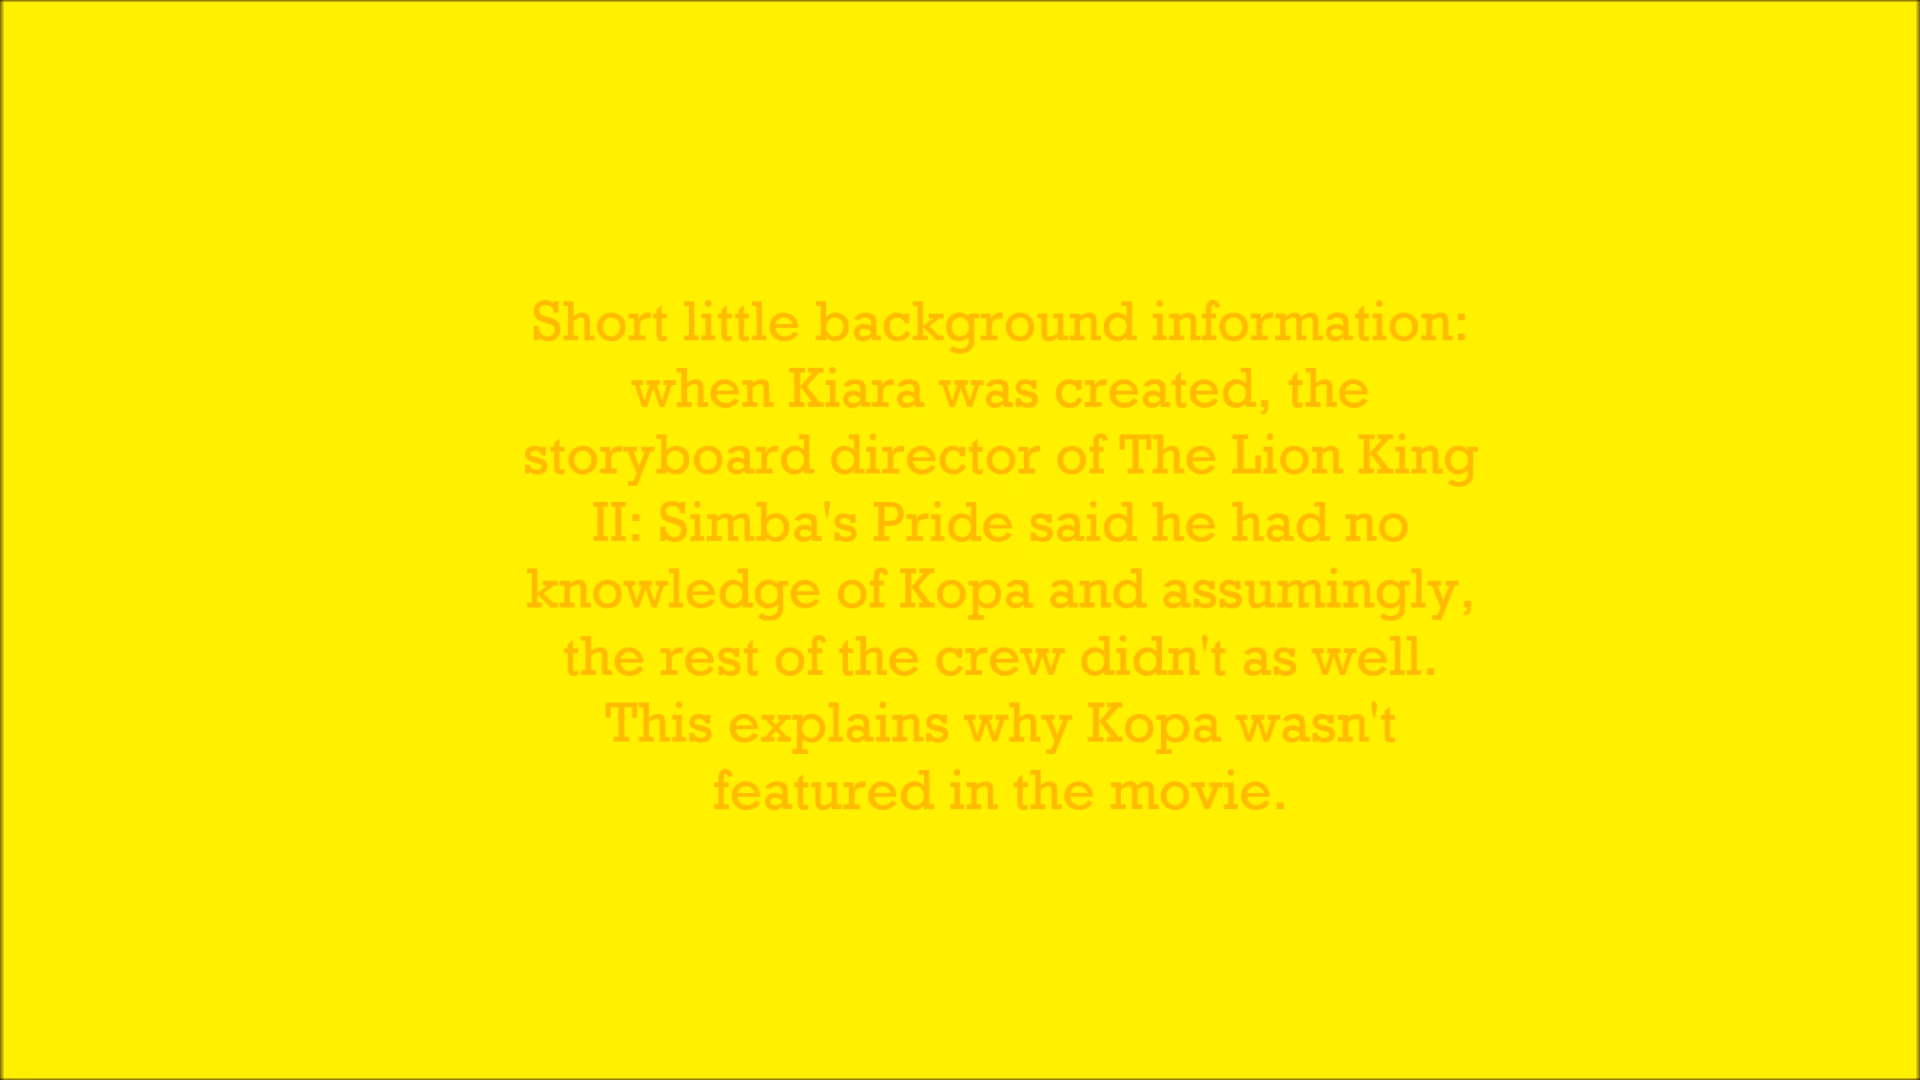 Short little background information:
when Kiara was created, the
storyboard director of The Lion King
II: Simba's Pride said he had no
knowledge of Kopa and assumingly,
the rest of the crew didn't as well.
This explains why Kopa wasn't
featured in the movie.